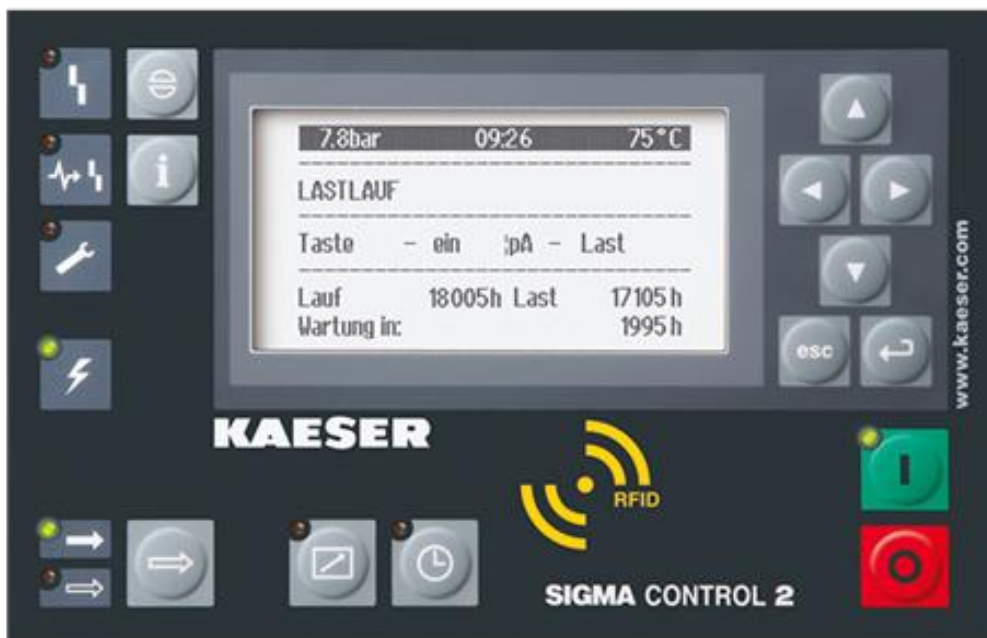 7.8bar 09:26 75°C
LASTLAUF
Taste - ein ¦pA - Last
Lauf 18005h Last 17105h
Wartung in: 1995h
esc
www.kaeser.com
KAESER
RFID
SIGMA CONTROL 2